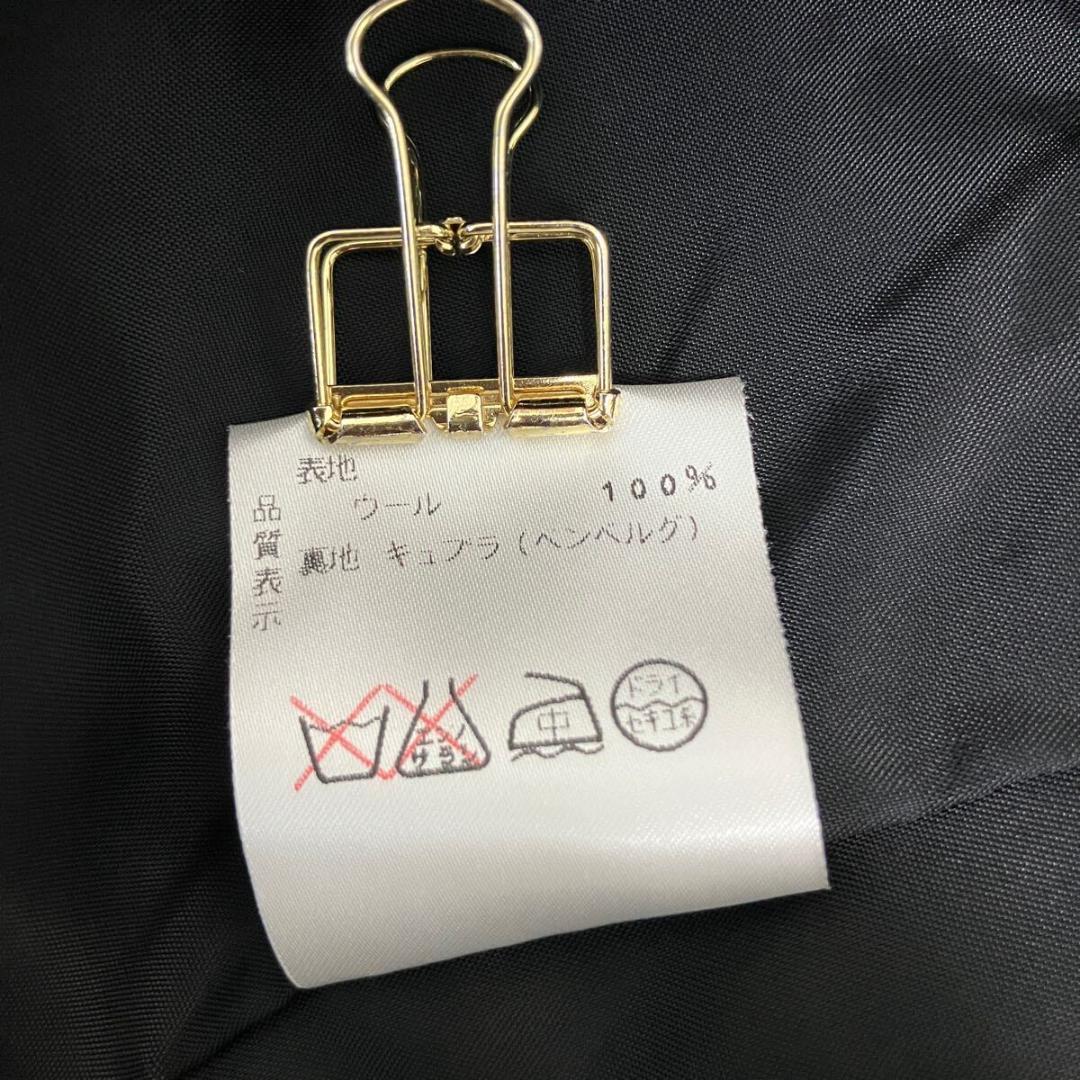 品質表示
表地
ウール 100%
裏地 キュプラ(ベンベルグ)
エンソ
サラシ
中
ドライ
セキユ系